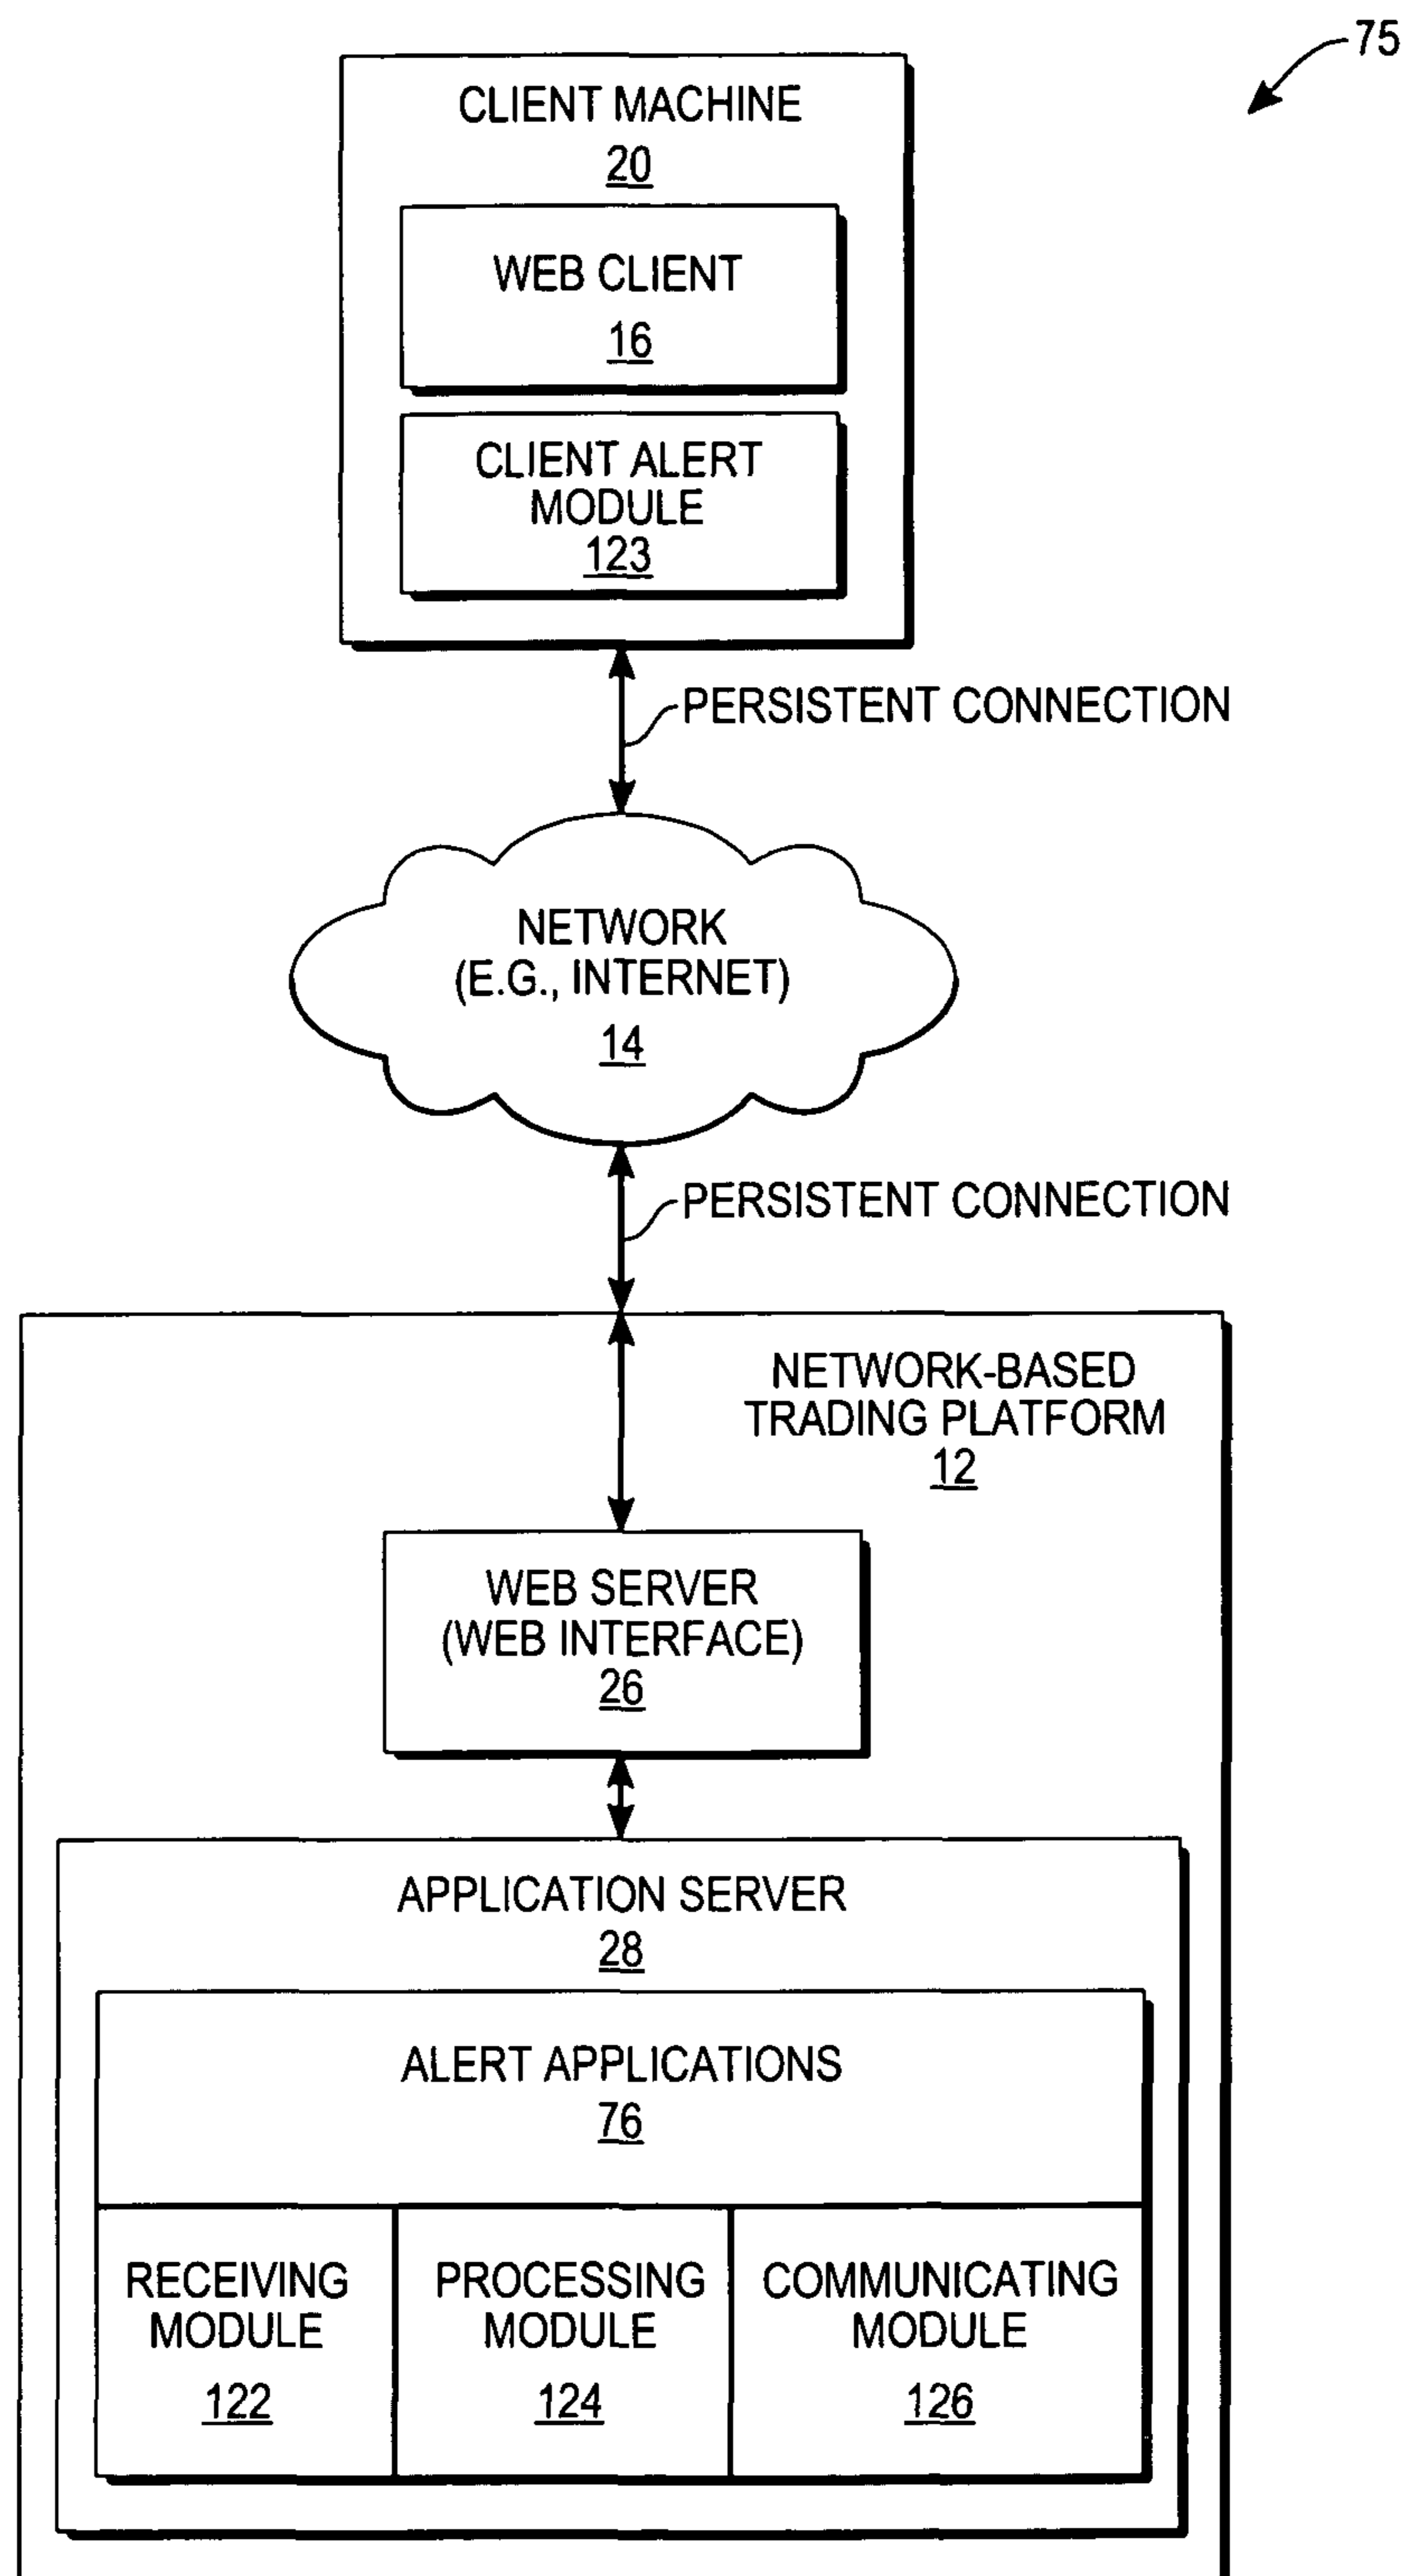 75
CLIENT MACHINE
20
WEB CLIENT
16
CLIENT ALERT
MODULE
123
PERSISTENT CONNECTION
NETWORK
(E.G., INTERNET)
14
PERSISTENT CONNECTION
NETWORK-BASED
TRADING PLATFORM
12
WEB SERVER
(WEB INTERFACE)
26
APPLICATION SERVER
28
ALERT APPLICATIONS
76
RECEIVING
MODULE
122
PROCESSING
MODULE
124
COMMUNICATING
MODULE
126